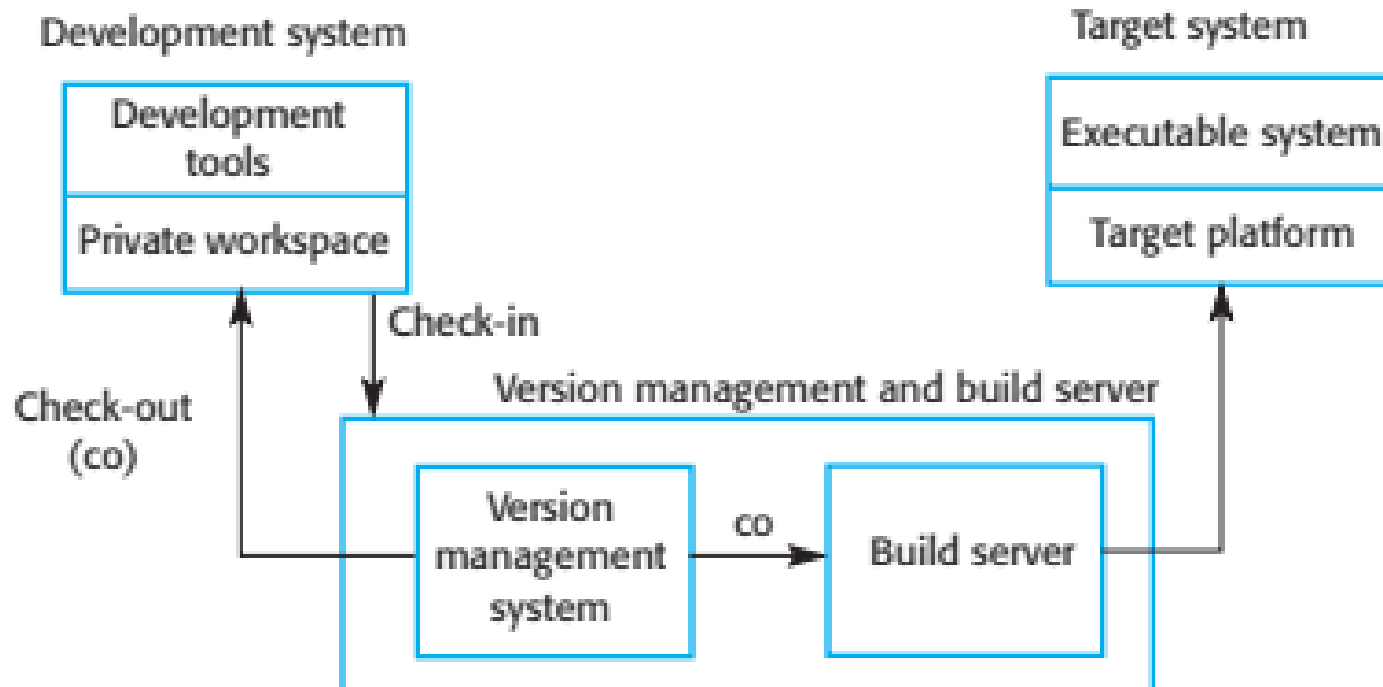 Development system
Target system
Development
tools
Private workspace
Executable system
Target platform
Check-in
Check-out
(co)
Version management and build server
Version
management
system
co
Build server